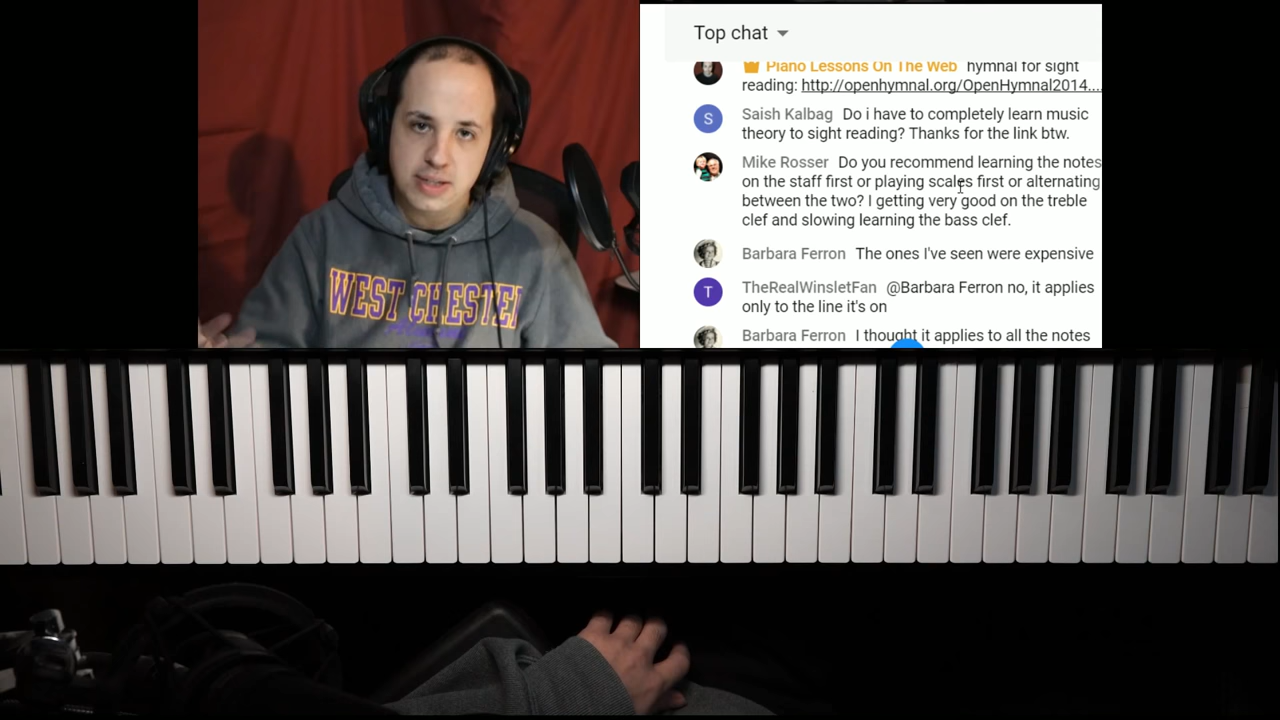 Top chat
Piano Lessons On The Web hymnal for sight
reading: http://openhymnal.org/OpenHymnal2014....
S Saish Kalbag Do i have to completely learn music
theory to sight reading? Thanks for the link btw.
Mike Rosser Do you recommend learning the notes
on the staff first or playing scales first or alternating
between the two? I getting very good on the treble
clef and slowing learning the bass clef.
Barbara Ferron The ones I've seen were expensive
T TheRealWinsletFan @Barbara Ferron no, it applies
only to the line it's on
Barbara Ferron I thought it applies to all the notes
WEST CHESTER